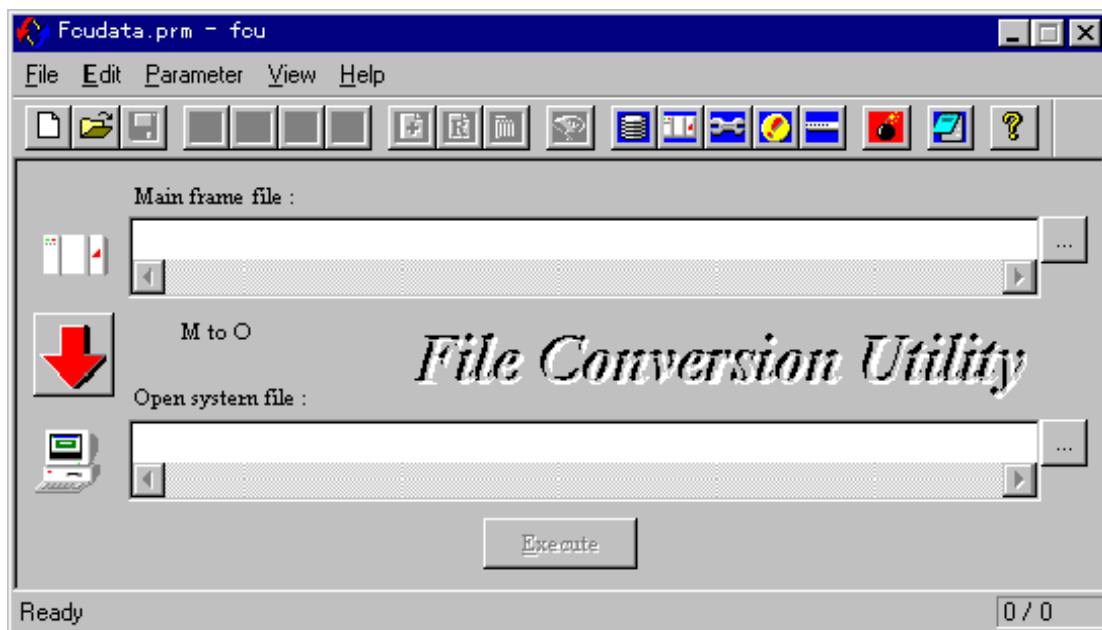 Fcudata.prm - fcu
File Edit Parameter View Help
Main frame file :
...
M to O
File Conversion Utility
Open system file :
...
Execute
Ready 0 / 0